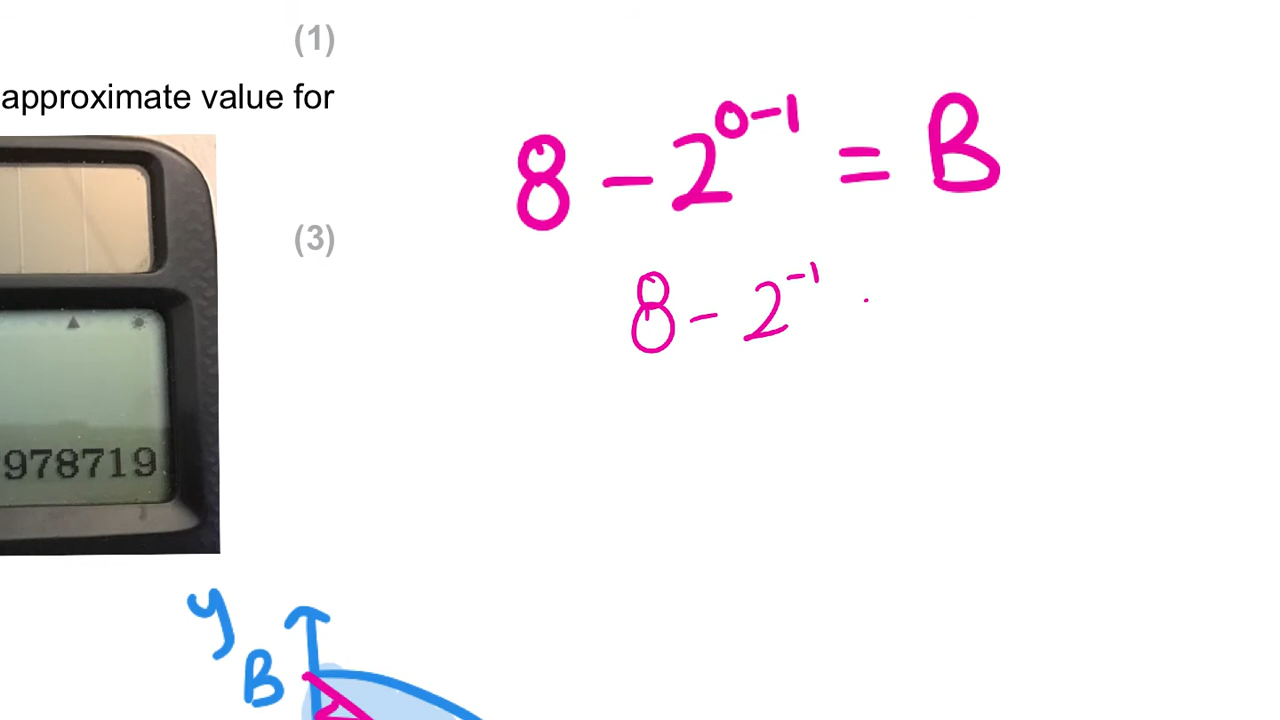 (1)
approximate value for
8 - 2^{0-1} = B
(3)
8 - 2^{-1}
978719
y
B